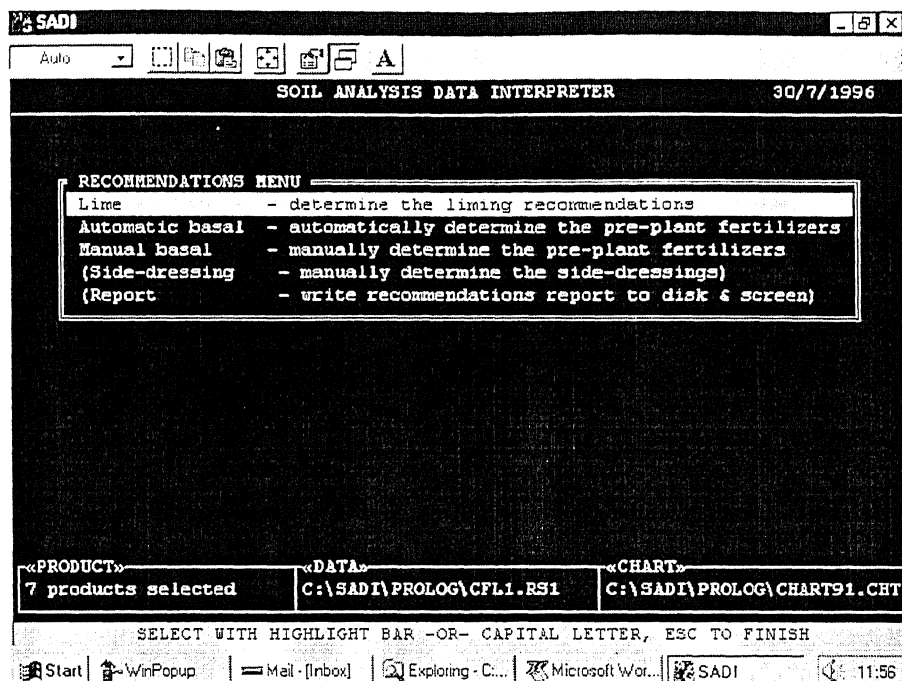 SADI
Auto
A
SOIL ANALYSIS DATA INTERPRETER 30/7/1996
RECOMMENDATIONS MENU
Lime - determine the liming recommendations
Automatic basal - automatically determine the pre-plant fertilizers
Manual basal - manually determine the pre-plant fertilizers
(Side-dressing - manually determine the side-dressings)
(Report - write recommendations report to disk & screen)
«PRODUCT» «DATA» «CHART»
7 products selected C:\SADI\PROLOG\CFL1.RS1 C:\SADI\PROLOG\CHART91.CHT
SELECT WITH HIGHLIGHT BAR -OR- CAPITAL LETTER, ESC TO FINISH
Start WinPopup Mail - [Inbox] Exploring - C:... Microsoft Wor... SADI 11:56